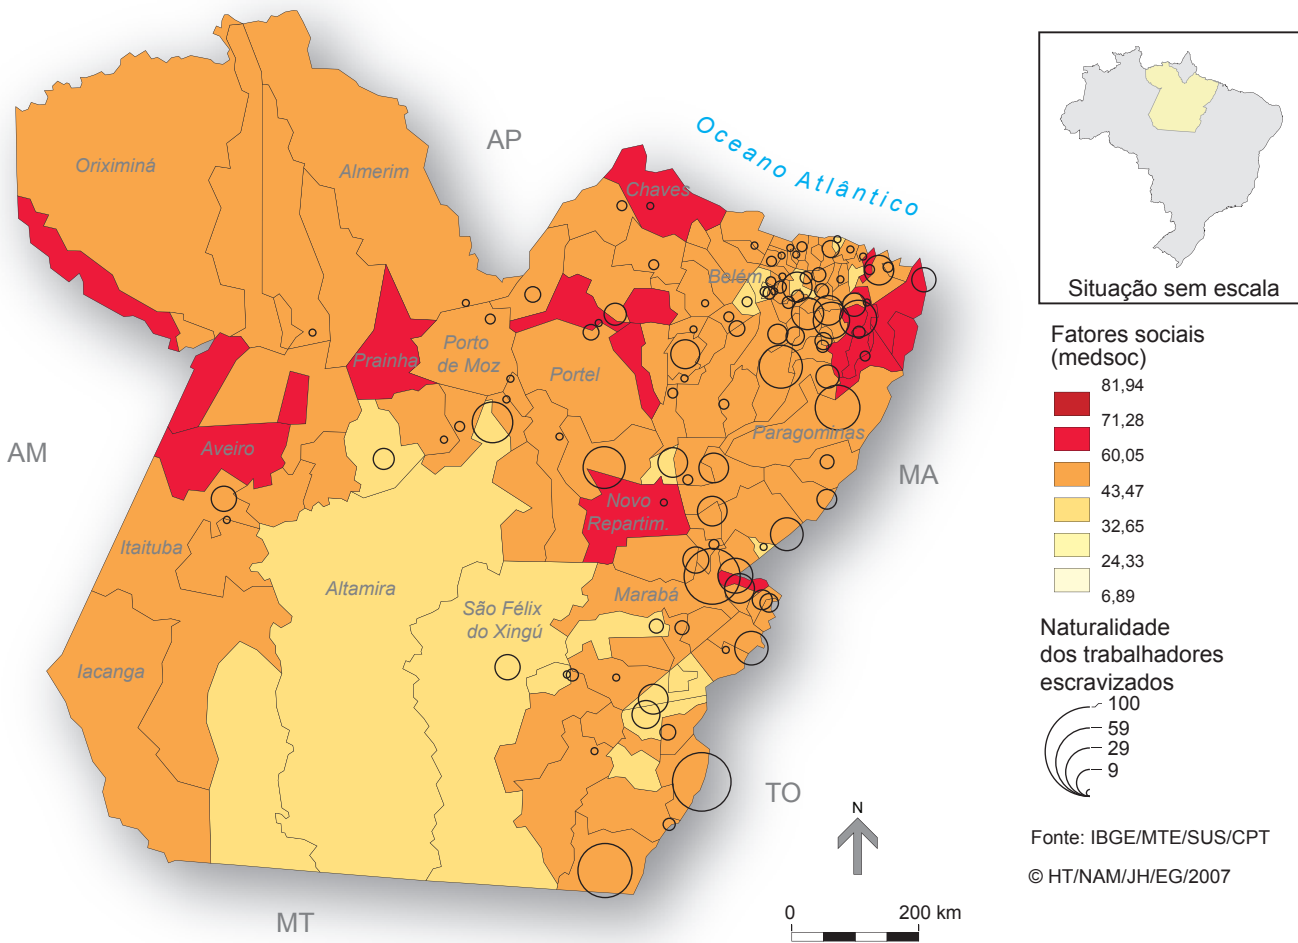 AP
Oceano Atlântico
Oriximiná
Almerim
Chaves
Belém
Prainha
Porto
de Moz
Portel
Aveiro
Paragominas
AM
MA
Novo
Repartim.
Itaituba
Altamira
São Félix
do Xingú
Marabá
Iacanga
TO
MT
N
0 200 km
Situação sem escala
Fatores sociais
(medsoc)
81,94
71,28
60,05
43,47
32,65
24,33
6,89
Naturalidade
dos trabalhadores
escravizados
100
59
29
9
Fonte: IBGE/MTE/SUS/CPT
© HT/NAM/JH/EG/2007